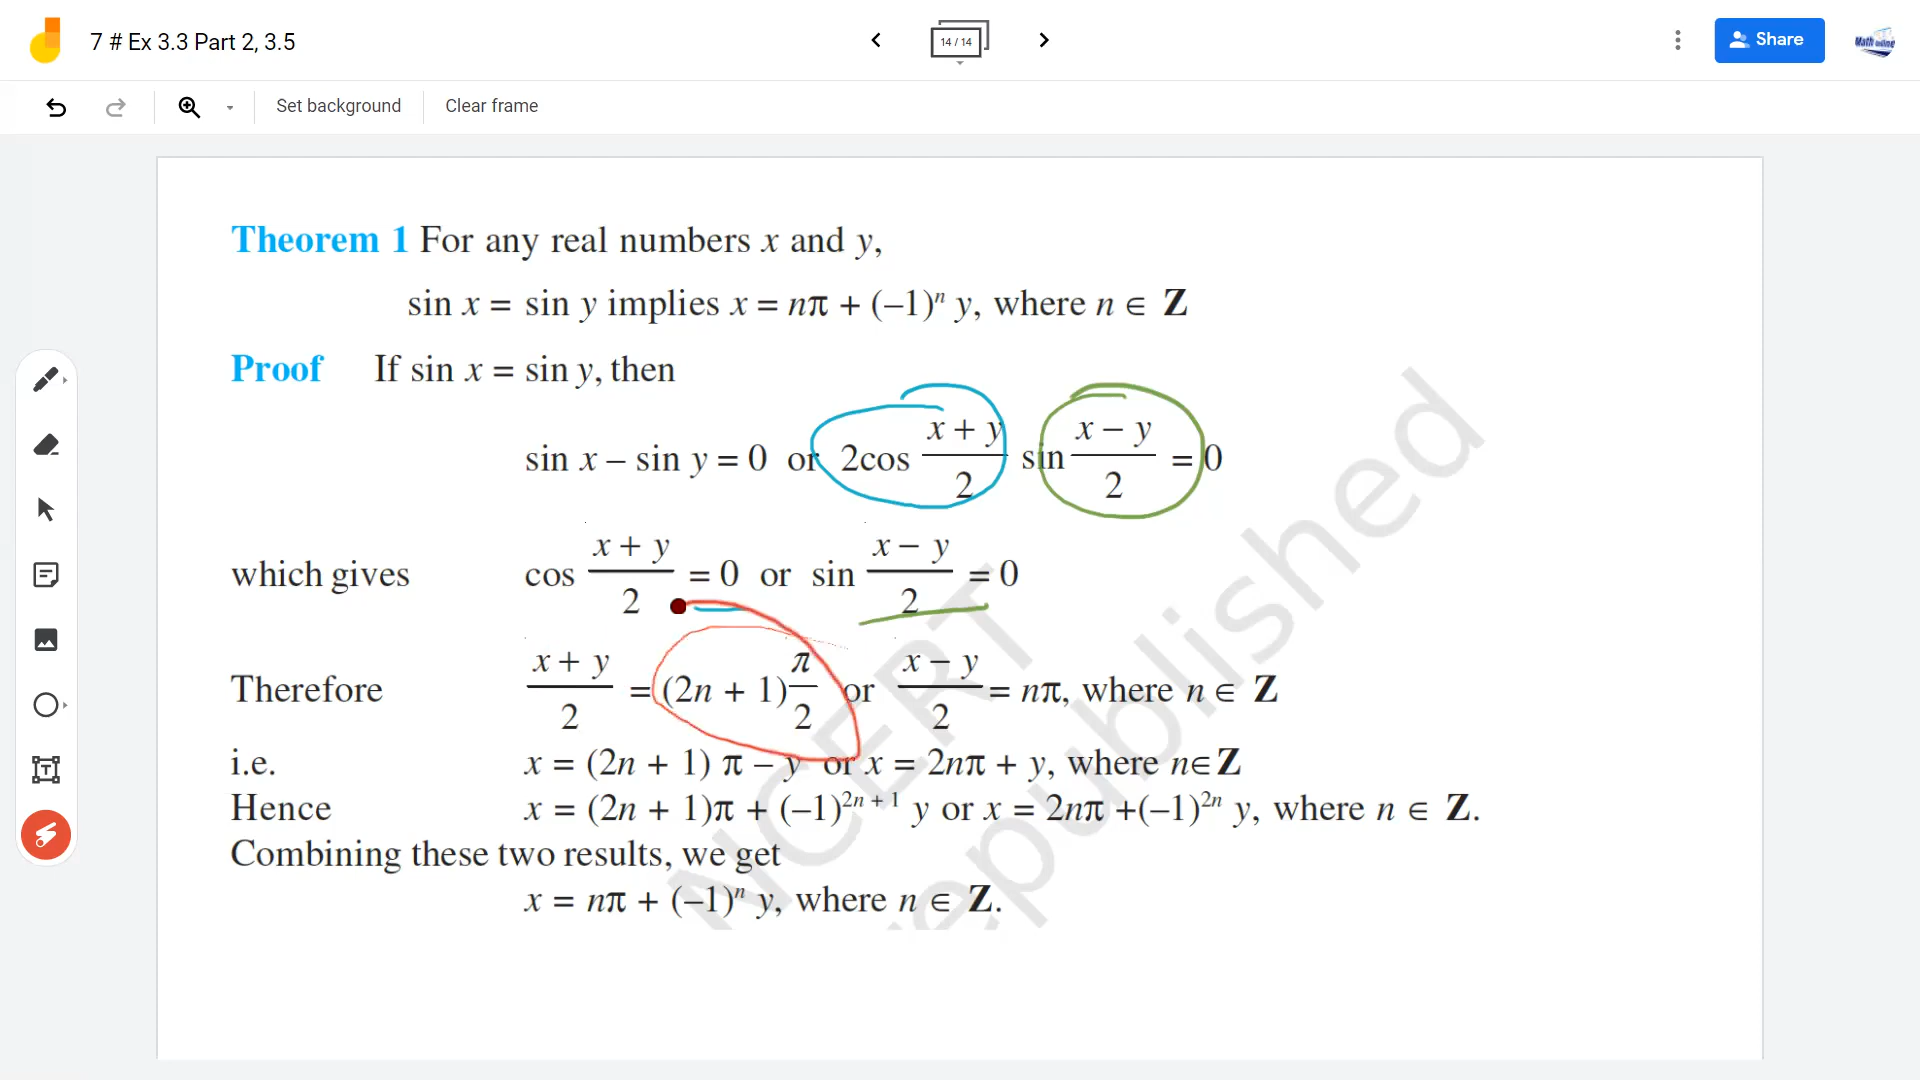 7 # Ex 3.3 Part 2, 3.5
14 / 14
Share
Math online
Set background
Clear frame
Theorem 1 For any real numbers x and y,
sin x = sin y implies x = nπ + (–1)ⁿ y, where n ∈ Z
Proof If sin x = sin y, then
sin x – sin y = 0 or 2cos (x + y)/2 sin (x – y)/2 = 0
which gives cos (x + y)/2 = 0 or sin (x – y)/2 = 0
Therefore (x + y)/2 = (2n + 1) π/2 or (x – y)/2 = nπ, where n ∈ Z
i.e. x = (2n + 1) π – y or x = 2nπ + y, where n∈Z
Hence x = (2n + 1)π + (–1)²ⁿ⁺¹ y or x = 2nπ +(–1)²ⁿ y, where n ∈ Z.
Combining these two results, we get
x = nπ + (–1)ⁿ y, where n ∈ Z.
NCERT
republished